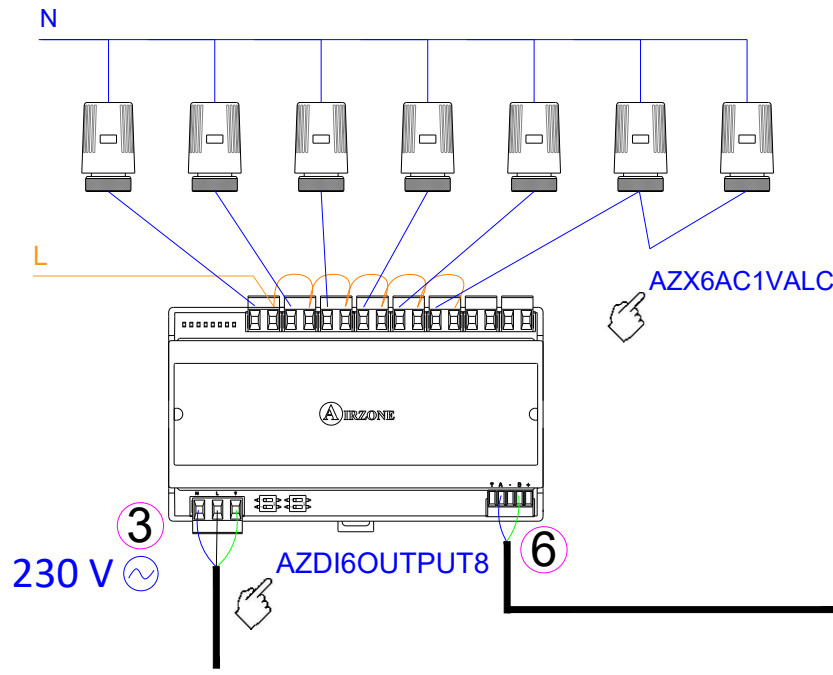 N
L
AZX6AC1VALC
AIRZONE
N L
A - B +
3
230 V
AZDI6OUTPUT8
6